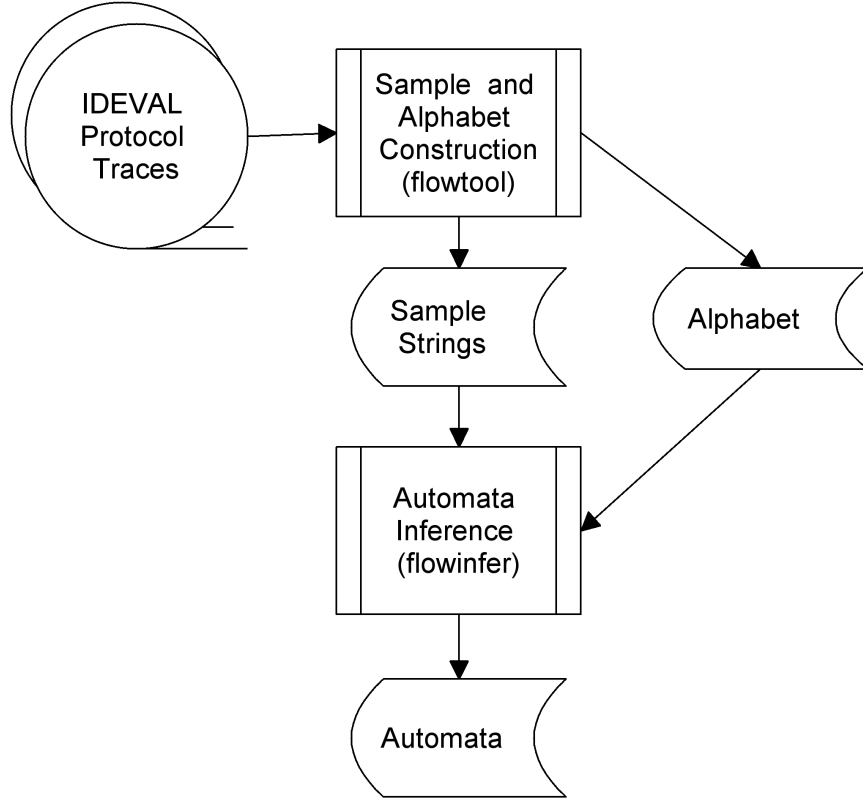 IDEVAL
Protocol
Traces
Sample and
Alphabet
Construction
(flowtool)
Sample
Strings
Alphabet
Automata
Inference
(flowinfer)
Automata